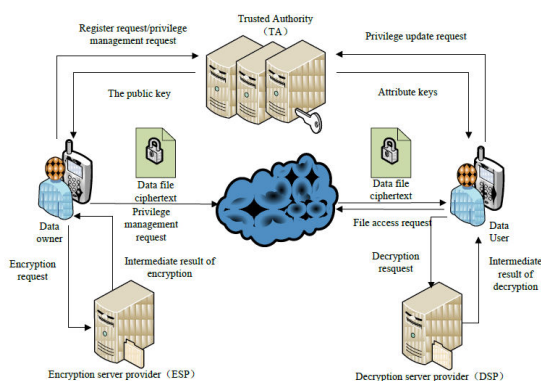 Trusted Authority
（TA）
Register request/privilege
management request
Privilege update request
The public key
Attribute keys
Data file
ciphertext
Privilege
management
request
Data file
ciphertext
File access request
Data
owner
Data
User
Encryption
request
Intermediate result of
encryption
Decryption
resquest
Intermediate
result of
decryption
Encryption server provider（ESP）
Decryption server provider（DSP）